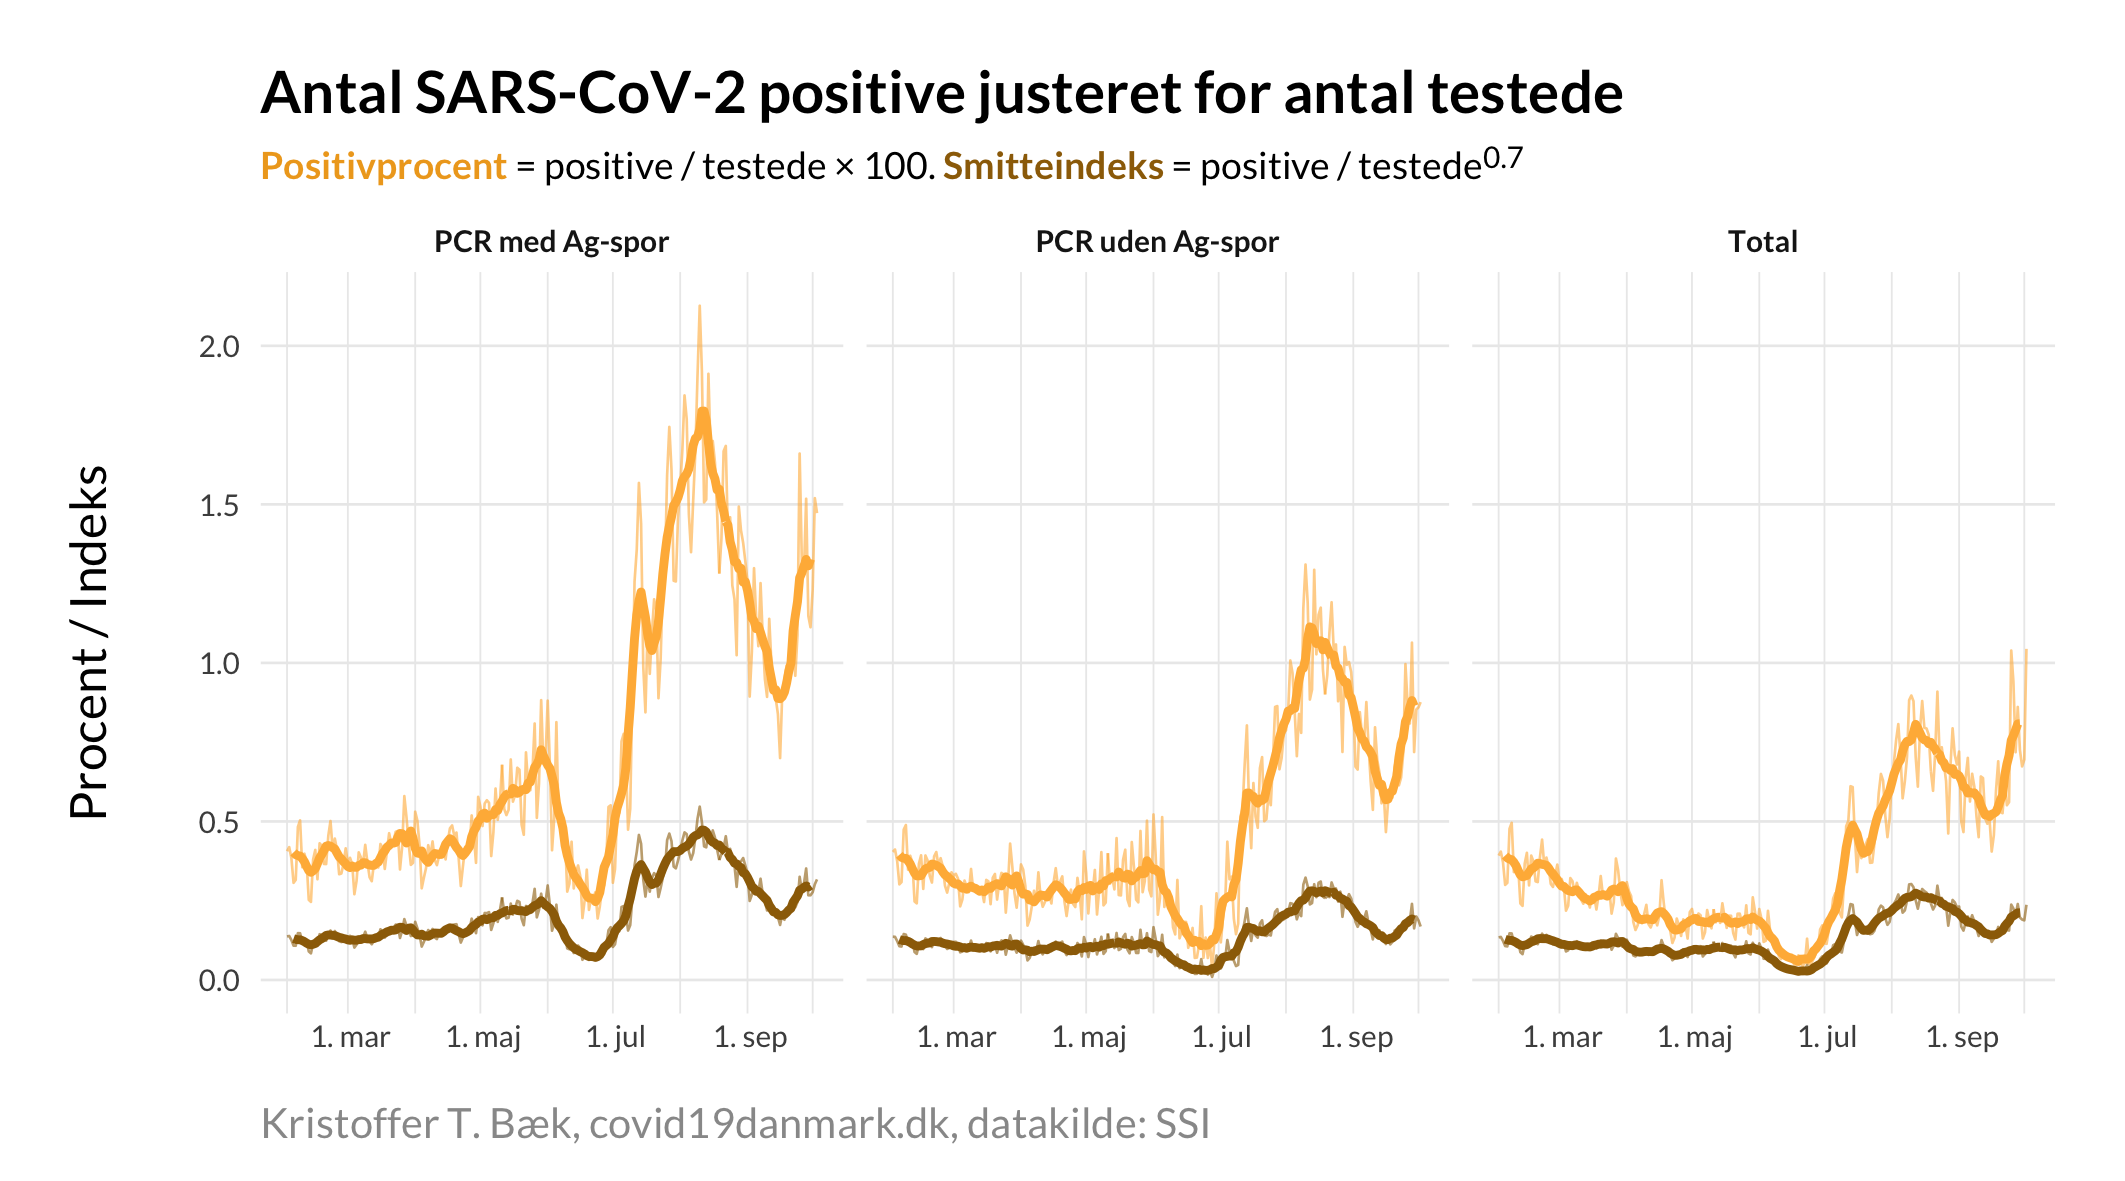 Antal SARS-CoV-2 positive justeret for antal testede
Positivprocent = positive / testede × 100. Smitteindeks = positive / testede^0.7
PCR med Ag-spor
PCR uden Ag-spor
Total
Procent / Indeks
2.0
1.5
1.0
0.5
0.0
1. mar 1. maj 1. jul 1. sep
1. mar 1. maj 1. jul 1. sep
1. mar 1. maj 1. jul 1. sep
Kristoffer T. Bæk, covid19danmark.dk, datakilde: SSI